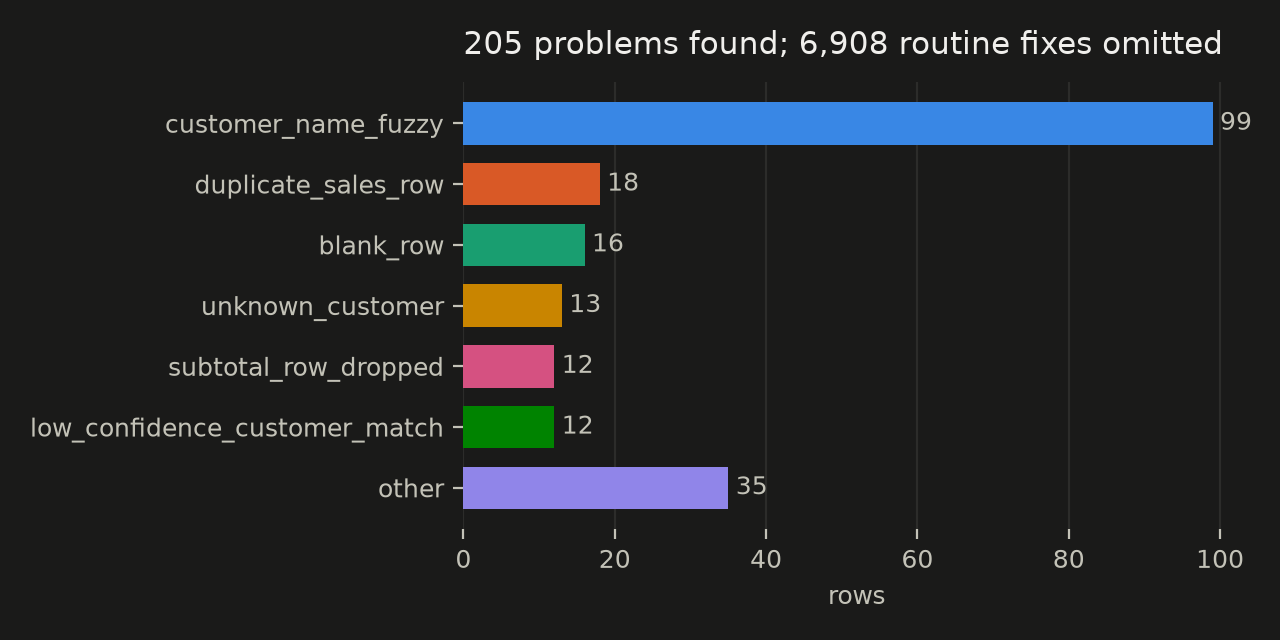 205 problems found; 6,908 routine fixes omitted
customer_name_fuzzy 99
duplicate_sales_row 18
blank_row 16
unknown_customer 13
subtotal_row_dropped 12
low_confidence_customer_match 12
other 35
0 20 40 60 80 100
rows